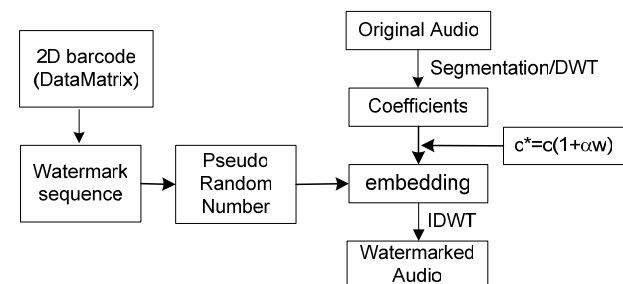 2D barcode
(DataMatrix)
Watermark
sequence
Pseudo
Random
Number
Original Audio
Segmentation/DWT
Coefficients
c*=c(1+αw)
embedding
IDWT
Watermarked
Audio